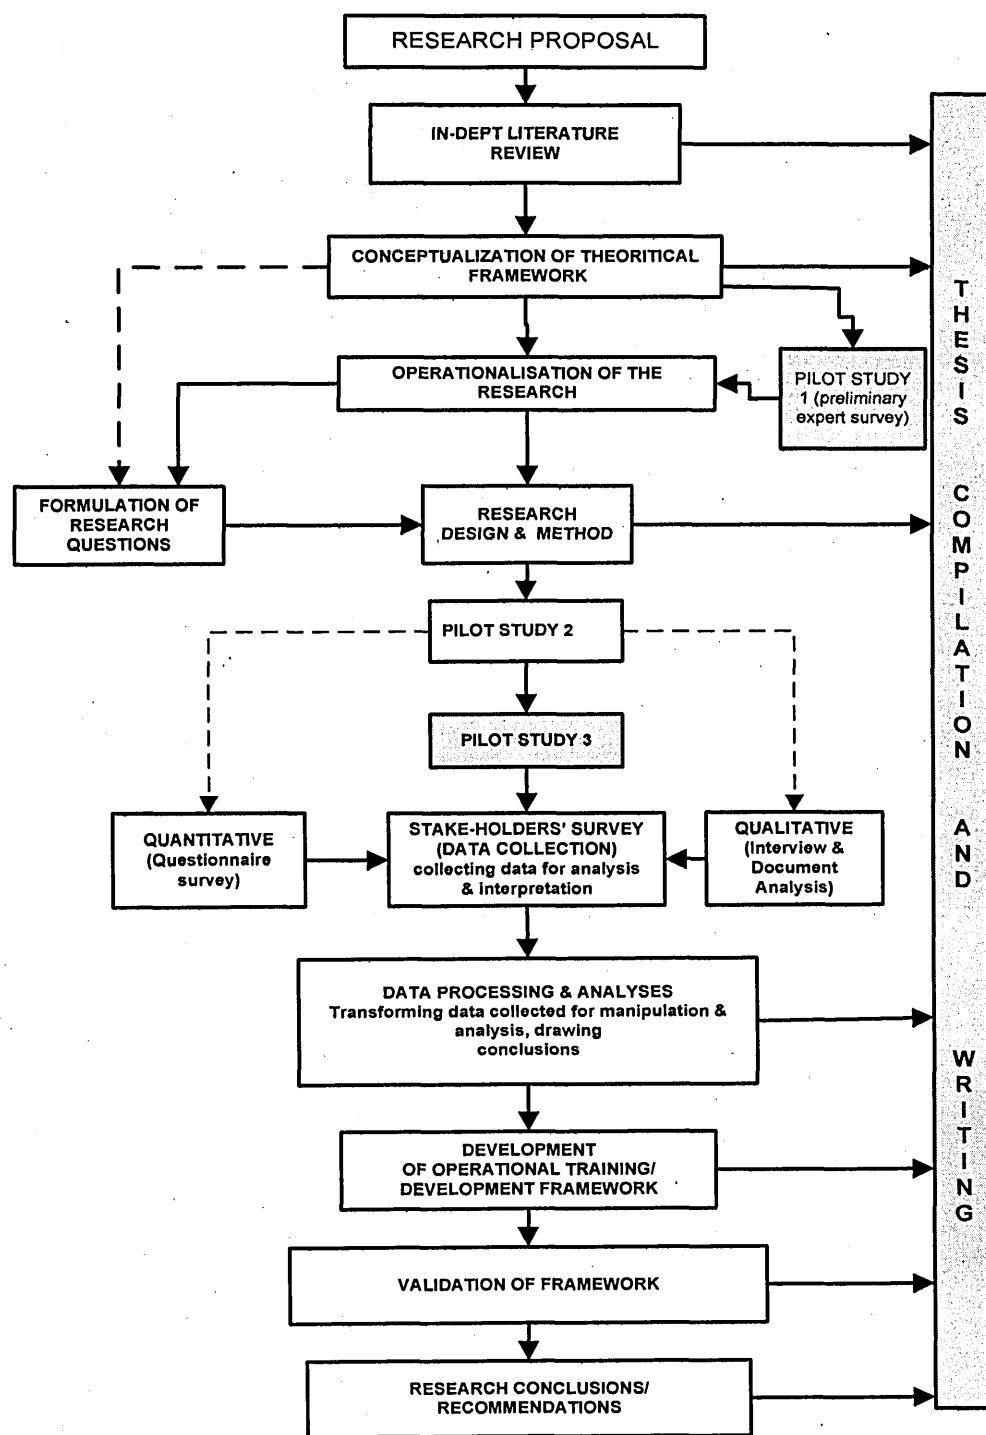 RESEARCH PROPOSAL
IN-DEPT LITERATURE
REVIEW
CONCEPTUALIZATION OF THEORITICAL
FRAMEWORK
OPERATIONALISATION OF THE
RESEARCH
PILOT STUDY
1 (preliminary
expert survey)
FORMULATION OF
RESEARCH
QUESTIONS
RESEARCH
DESIGN & METHOD
PILOT STUDY 2
PILOT STUDY 3
QUANTITATIVE
(Questionnaire
survey)
STAKE-HOLDERS' SURVEY
(DATA COLLECTION)
collecting data for analysis
& interpretation
QUALITATIVE
(Interview &
Document
Analysis)
DATA PROCESSING & ANALYSES
Transforming data collected for manipulation &
analysis, drawing
conclusions
DEVELOPMENT
OF OPERATIONAL TRAINING/
DEVELOPMENT FRAMEWORK
VALIDATION OF FRAMEWORK
RESEARCH CONCLUSIONS/
RECOMMENDATIONS
THESIS COMPILATION AND WRITING